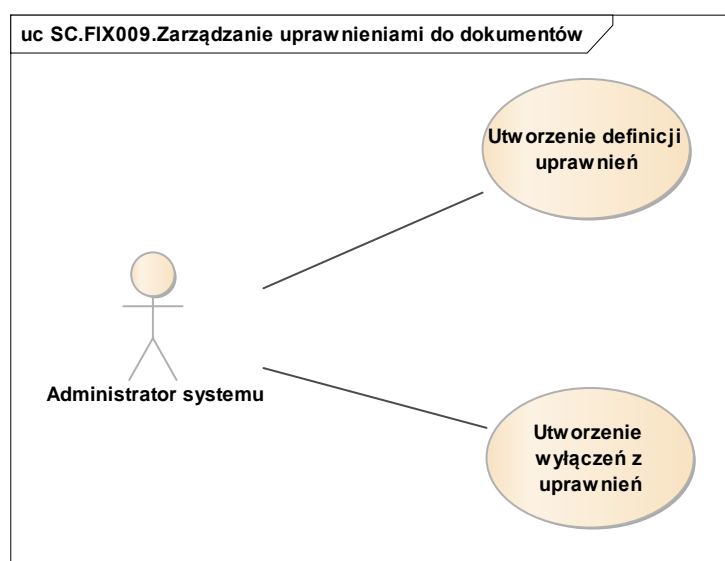 uc SC.FIX009.Zarządzanie uprawnieniami do dokumentów
Utworzenie definicji
uprawnień
Administrator systemu
Utworzenie
wyłączeń z
uprawnień